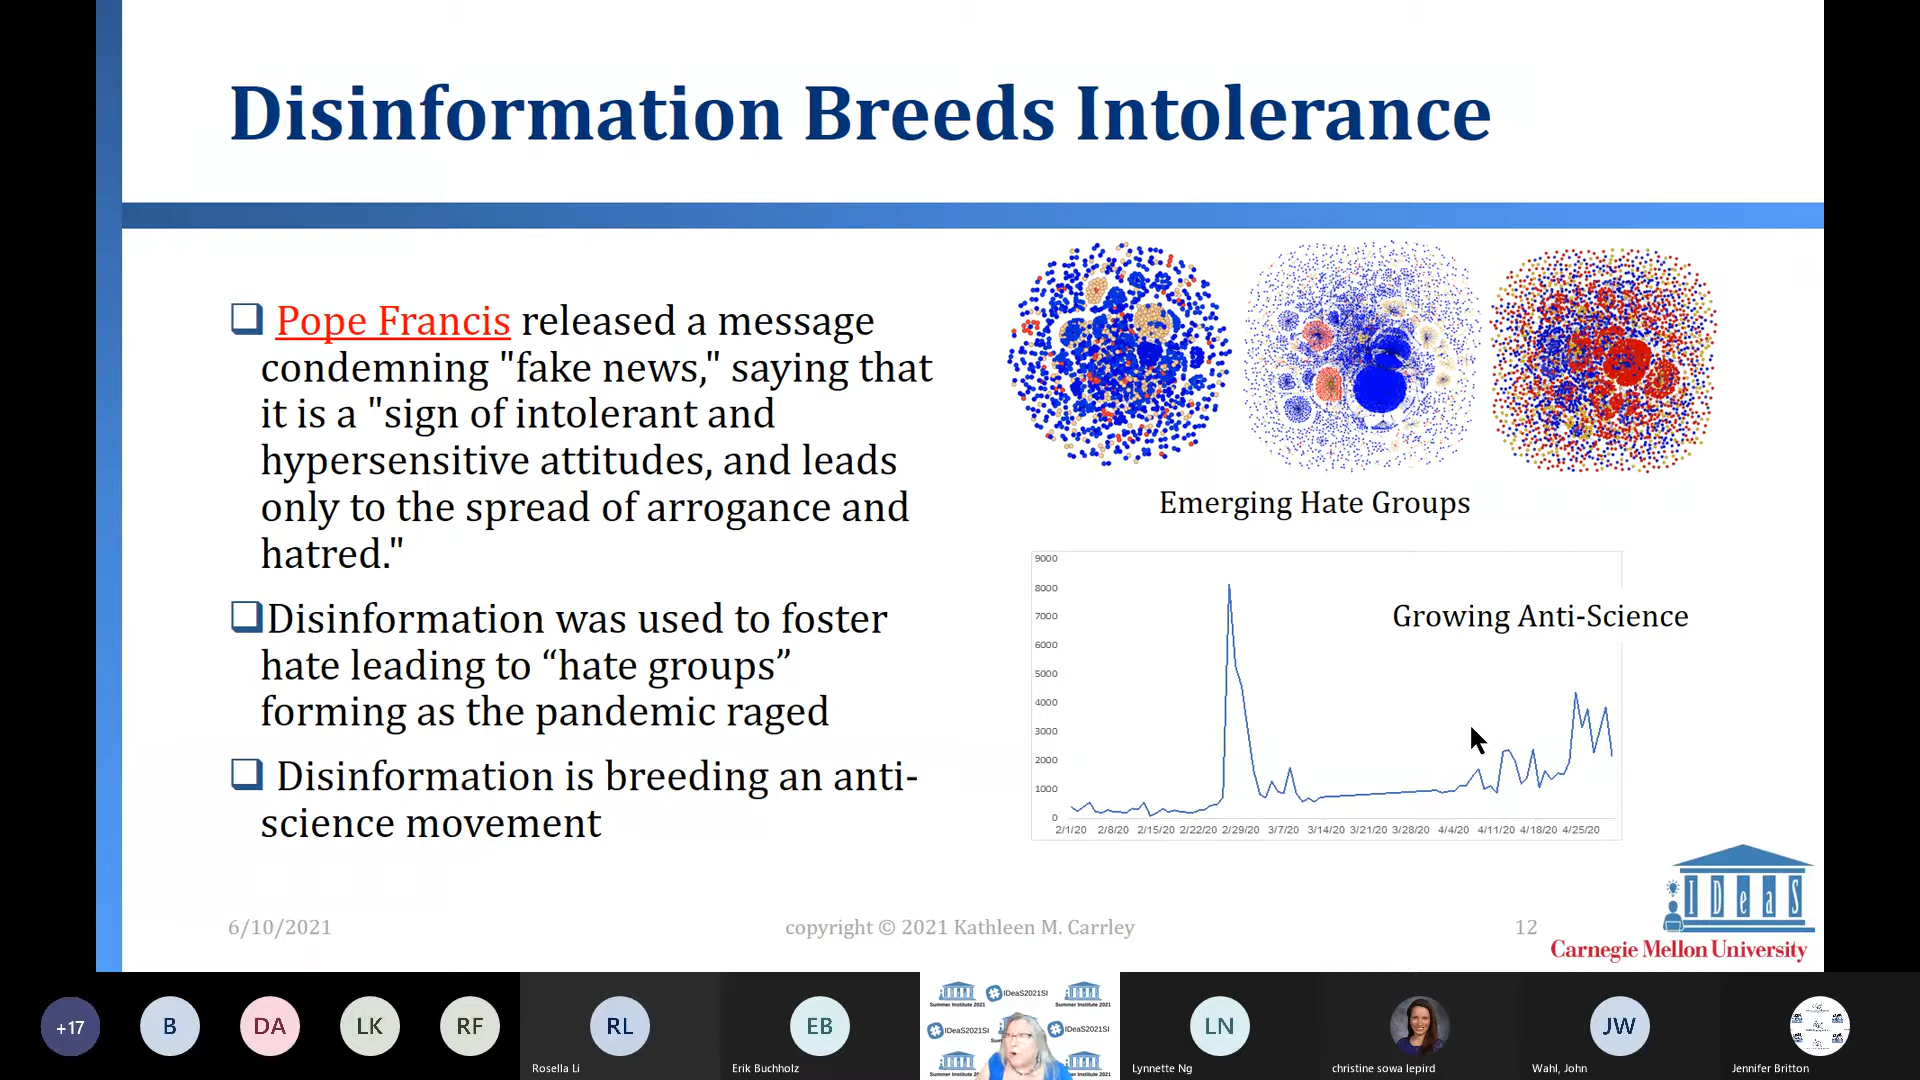 Disinformation Breeds Intolerance
❑ Pope Francis released a message
condemning "fake news," saying that
it is a "sign of intolerant and
hypersensitive attitudes, and leads
only to the spread of arrogance and
hatred."
❑Disinformation was used to foster
hate leading to “hate groups”
forming as the pandemic raged
❑ Disinformation is breeding an anti-
science movement
Emerging Hate Groups
Growing Anti-Science
9000
8000
7000
6000
5000
4000
3000
2000
1000
0
2/1/20 2/8/20 2/15/20 2/22/20 2/29/20 3/7/20 3/14/20 3/21/20 3/28/20 4/4/20 4/11/20 4/18/20 4/25/20
6/10/2021
copyright © 2021 Kathleen M. Carrley
12
IDeaS
Carnegie Mellon University
+17
B
DA
LK
RF
RL
Rosella Li
EB
Erik Buchholz
#IDeaS2021SI
Summer Institute 2021
Summer Institute 2021
#IDeaS2021SI
#IDeaS2021SI
LN
Lynnette Ng
christine sowa lepird
JW
Wahl, John
Jennifer Britton